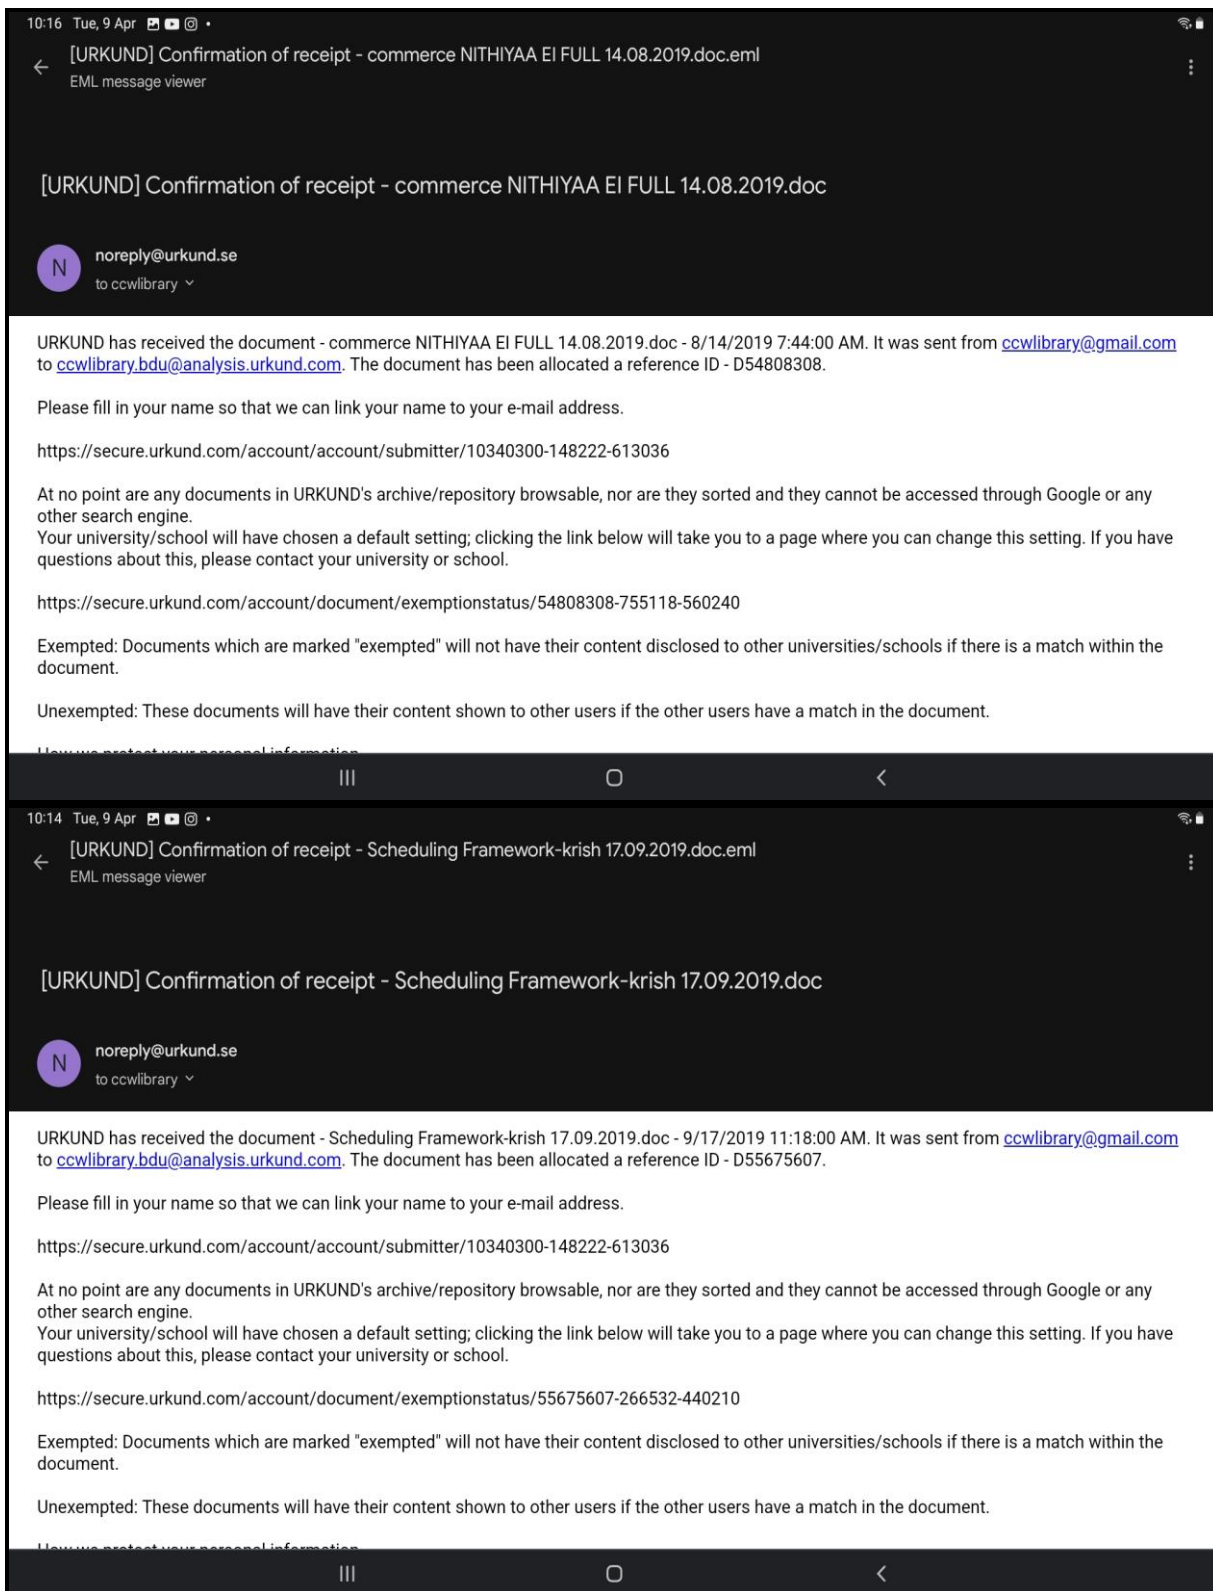 10:16 Tue, 9 Apr
[URKUND] Confirmation of receipt - commerce NITHIYAA EI FULL 14.08.2019.doc.eml
EML message viewer
[URKUND] Confirmation of receipt - commerce NITHIYAA EI FULL 14.08.2019.doc
N
noreply@urkund.se
to ccwlibrary
URKUND has received the document - commerce NITHIYAA EI FULL 14.08.2019.doc - 8/14/2019 7:44:00 AM. It was sent from ccwlibrary@gmail.com
to ccwlibrary.bdu@analysis.urkund.com. The document has been allocated a reference ID - D54808308.
Please fill in your name so that we can link your name to your e-mail address.
https://secure.urkund.com/account/account/submitter/10340300-148222-613036
At no point are any documents in URKUND's archive/repository browsable, nor are they sorted and they cannot be accessed through Google or any
other search engine.
Your university/school will have chosen a default setting; clicking the link below will take you to a page where you can change this setting. If you have
questions about this, please contact your university or school.
https://secure.urkund.com/account/document/exemptionstatus/54808308-755118-560240
Exempted: Documents which are marked "exempted" will not have their content disclosed to other universities/schools if there is a match within the
document.
Unexempted: These documents will have their content shown to other users if the other users have a match in the document.
How we protect your personal information
10:14 Tue, 9 Apr
[URKUND] Confirmation of receipt - Scheduling Framework-krish 17.09.2019.doc.eml
EML message viewer
[URKUND] Confirmation of receipt - Scheduling Framework-krish 17.09.2019.doc
N
noreply@urkund.se
to ccwlibrary
URKUND has received the document - Scheduling Framework-krish 17.09.2019.doc - 9/17/2019 11:18:00 AM. It was sent from ccwlibrary@gmail.com
to ccwlibrary.bdu@analysis.urkund.com. The document has been allocated a reference ID - D55675607.
Please fill in your name so that we can link your name to your e-mail address.
https://secure.urkund.com/account/account/submitter/10340300-148222-613036
At no point are any documents in URKUND's archive/repository browsable, nor are they sorted and they cannot be accessed through Google or any
other search engine.
Your university/school will have chosen a default setting; clicking the link below will take you to a page where you can change this setting. If you have
questions about this, please contact your university or school.
https://secure.urkund.com/account/document/exemptionstatus/55675607-266532-440210
Exempted: Documents which are marked "exempted" will not have their content disclosed to other universities/schools if there is a match within the
document.
Unexempted: These documents will have their content shown to other users if the other users have a match in the document.
How we protect your personal information